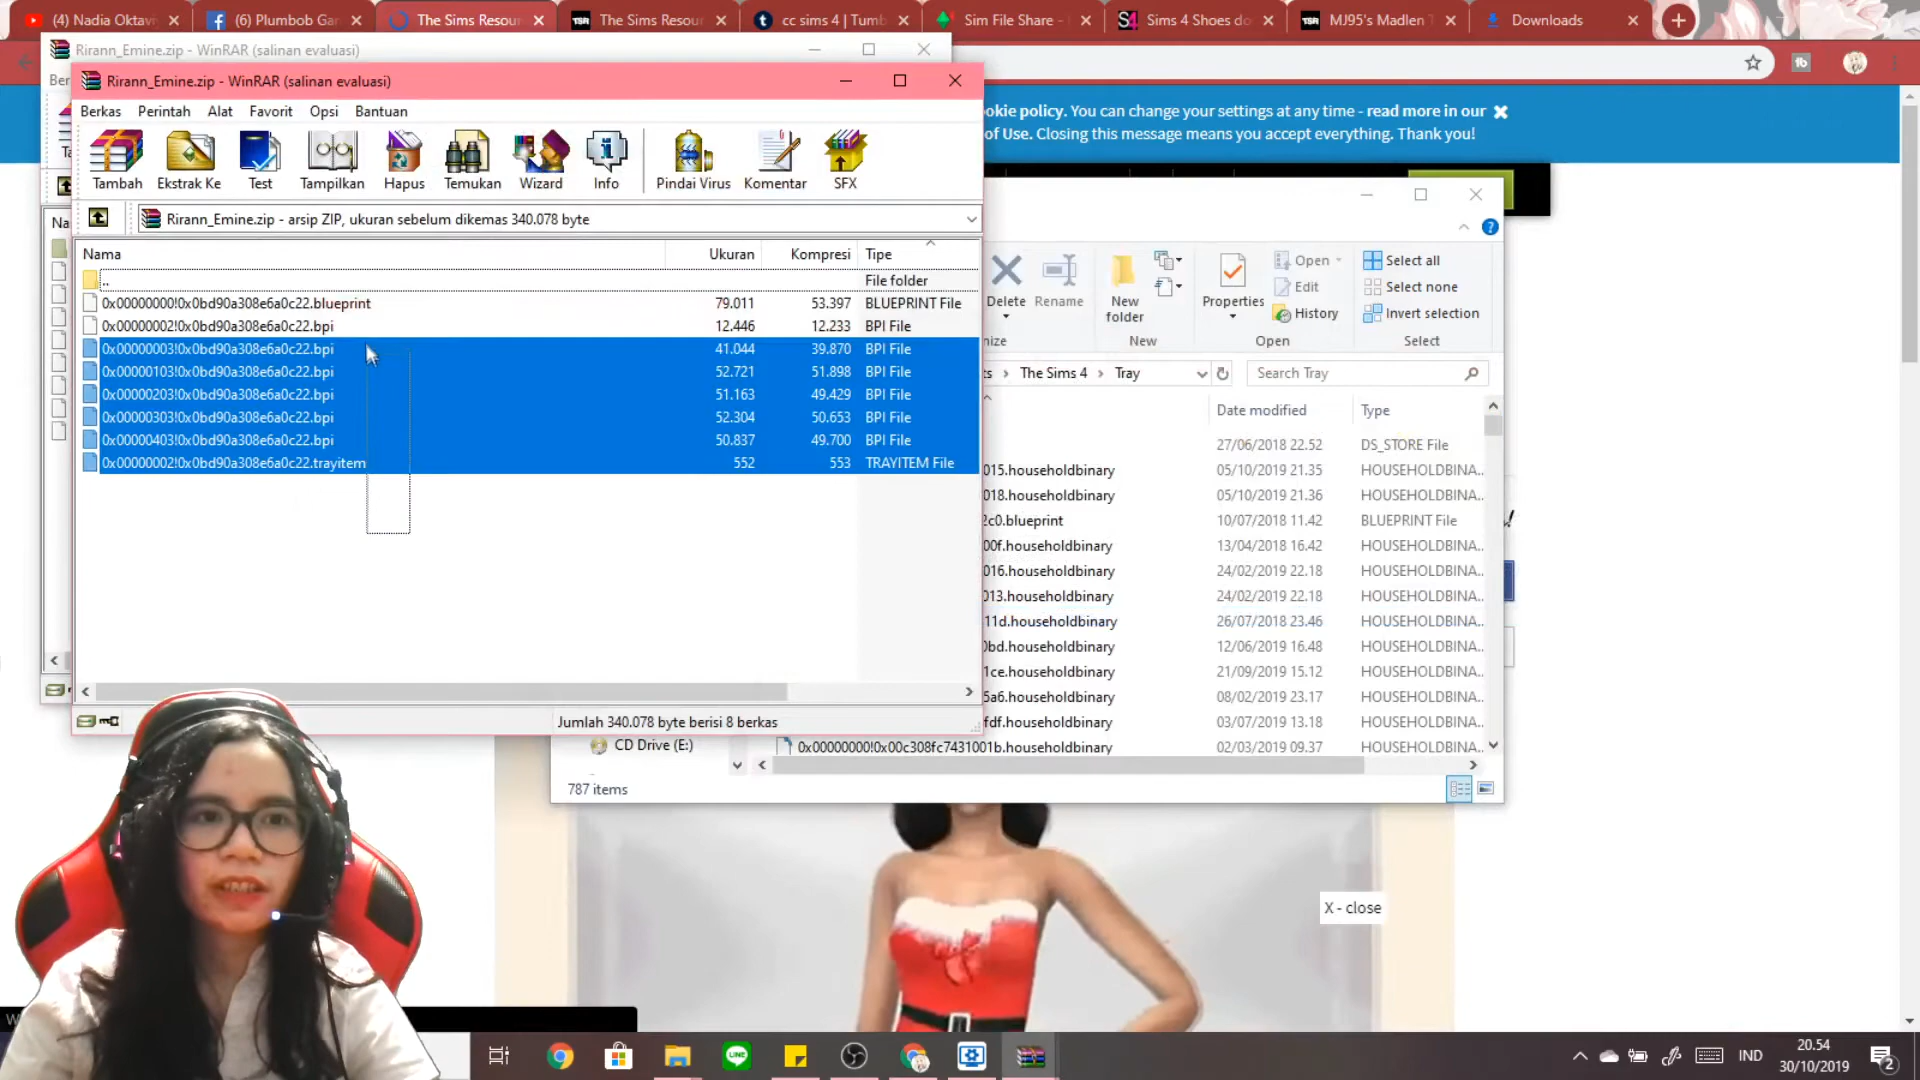 (4) Nadia Oktavi
(6) Plumbob Gar
The Sims Resou
TSR
The Sims Resou
cc sims 4 | Tumb
Sim File Share -
S4
Sims 4 Shoes do
TSR
MJ95's Madlen T
Downloads
Rirann_Emine.zip - WinRAR (salinan evaluasi)
Rirann_Emine.zip - WinRAR (salinan evaluasi)
Berkas Perintah Alat Favorit Opsi Bantuan
Tambah Ekstrak Ke Test Tampilkan Hapus Temukan Wizard Info Pindai Virus Komentar SFX
Rirann_Emine.zip - arsip ZIP, ukuran sebelum dikemas 340.078 byte
Nama Ukuran Kompresi Tipe
.. File folder
0x00000000!0x0bd90a308e6a0c22.blueprint 79.011 53.397 BLUEPRINT File
0x00000002!0x0bd90a308e6a0c22.bpi 12.446 12.233 BPI File
0x00000003!0x0bd90a308e6a0c22.bpi 41.044 39.870 BPI File
0x00000103!0x0bd90a308e6a0c22.bpi 52.721 51.898 BPI File
0x00000203!0x0bd90a308e6a0c22.bpi 51.163 49.429 BPI File
0x00000303!0x0bd90a308e6a0c22.bpi 52.304 50.653 BPI File
0x00000403!0x0bd90a308e6a0c22.bpi 50.837 49.700 BPI File
0x00000002!0x0bd90a308e6a0c22.trayitem 552 553 TRAYITEM File
Jumlah 340.078 byte berisi 8 berkas
ookie policy. You can change your settings at any time - read more in our
of Use. Closing this message means you accept everything. Thank you!
Delete Rename New folder Properties Open Edit History
Select all
Select none
Invert selection
nize New Open Select
ts > The Sims 4 > Tray
Search Tray
Date modified Type
27/06/2018 22.52 DS_STORE File
015.householdbinary 05/10/2019 21.35 HOUSEHOLDBINA...
018.householdbinary 05/10/2019 21.36 HOUSEHOLDBINA...
2c0.blueprint 10/07/2018 11.42 BLUEPRINT File
00f.householdbinary 13/04/2018 16.42 HOUSEHOLDBINA...
016.householdbinary 24/02/2019 22.18 HOUSEHOLDBINA...
013.householdbinary 24/02/2019 22.18 HOUSEHOLDBINA...
11d.householdbinary 26/07/2018 23.46 HOUSEHOLDBINA...
0bd.householdbinary 12/06/2019 16.48 HOUSEHOLDBINA...
1ce.householdbinary 21/09/2019 15.12 HOUSEHOLDBINA...
5a6.householdbinary 08/02/2019 23.17 HOUSEHOLDBINA...
fdf.householdbinary 03/07/2019 13.18 HOUSEHOLDBINA...
0x00000000!0x00c308fc7431001b.householdbinary 02/03/2019 09.37 HOUSEHOLDBINA...
CD Drive (E:)
787 items
X - close
LINE
IND
20.54
30/10/2019
2